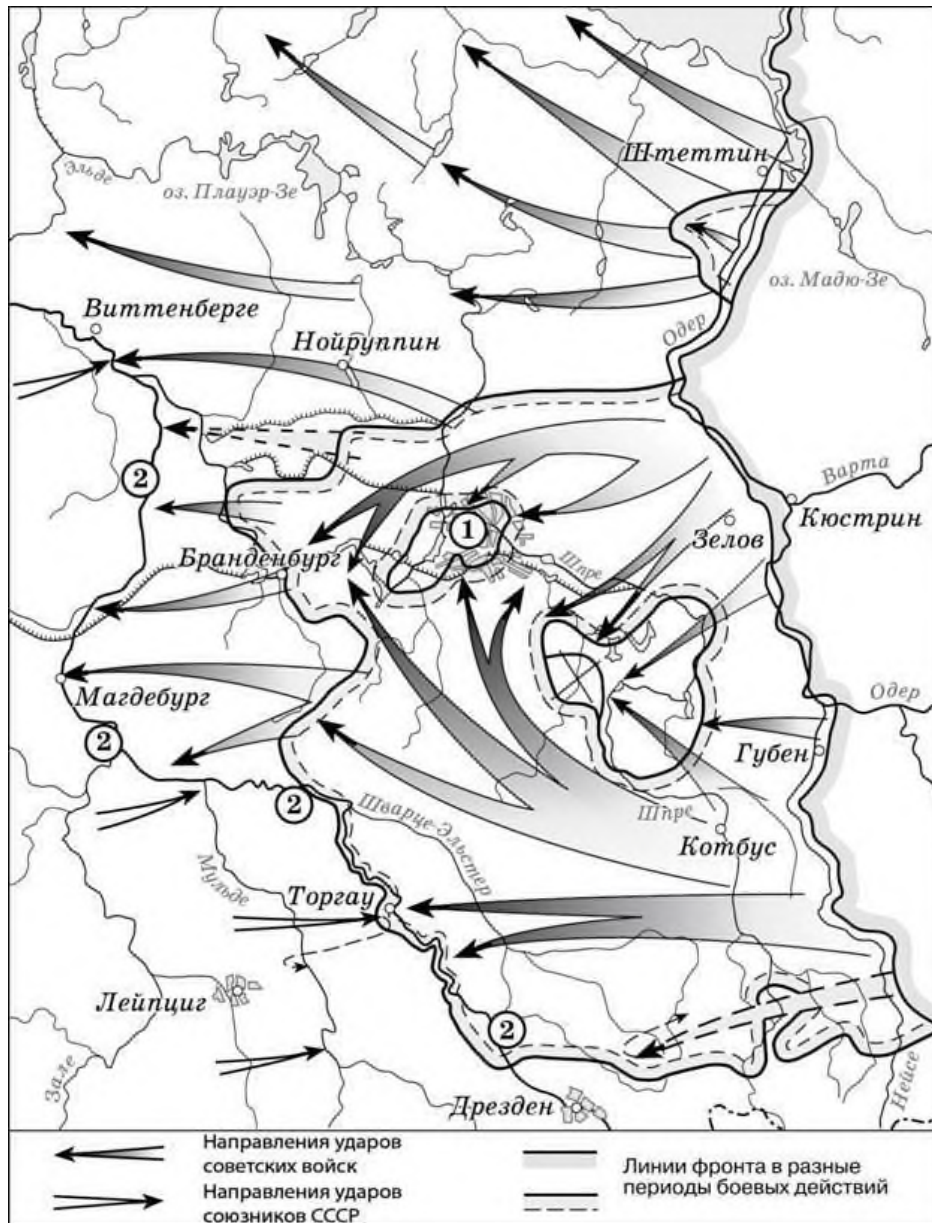 Штеттин
Эльде
оз. Плауэр-Зе
оз. Мадю-Зе
Виттенберге
Нойруппин
Одер
2
Варта
Кюстрин
1
Зелов
Бранденбург
Шпре
Магдебург
Одер
2
Губен
2
Шварце-Эльстер
Шпре
Котбус
Мульде
Торгау
Лейпциг
2
Зале
Дрезден
Нейсе
Направления ударов
советских войск
Направления ударов
союзников СССР
Линии фронта в разные
периоды боевых действий